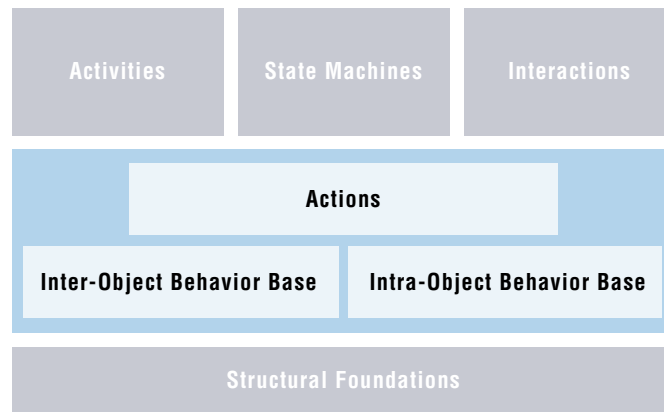 Activities
State Machines
Interactions
Actions
Inter-Object Behavior Base
Intra-Object Behavior Base
Structural Foundations